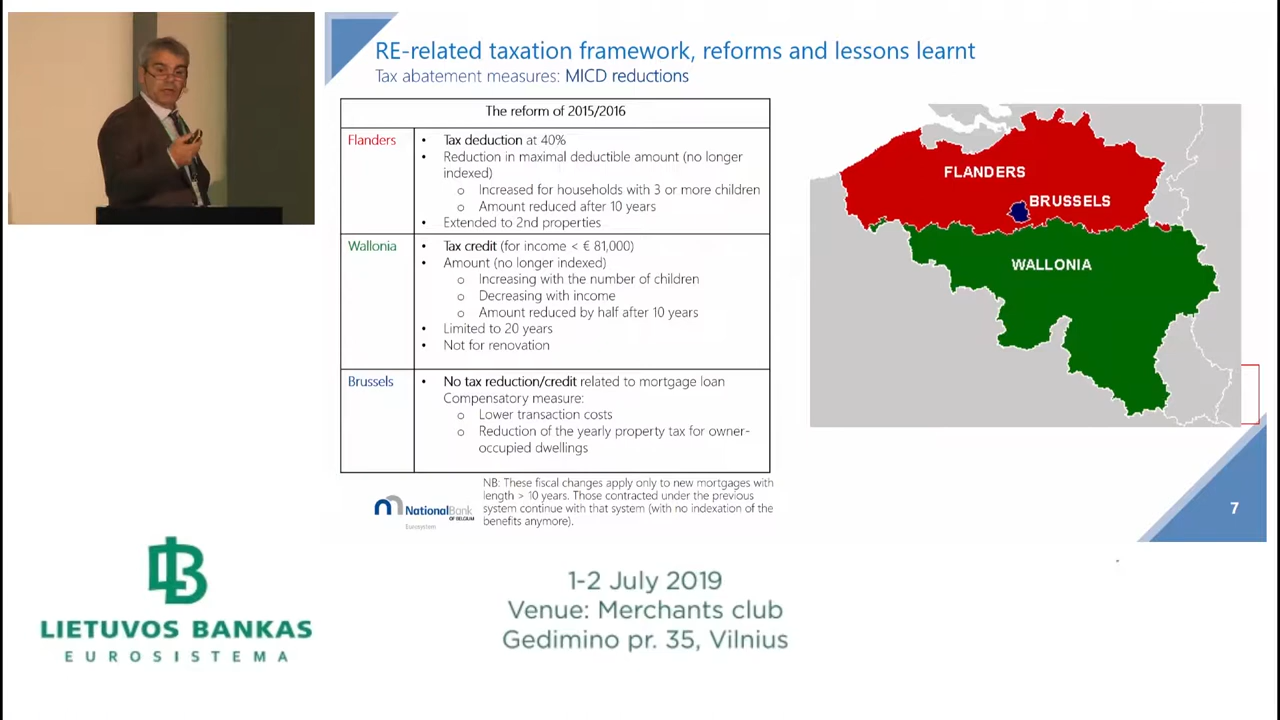 RE-related taxation framework, reforms and lessons learnt
Tax abatement measures: MICD reductions
The reform of 2015/2016
Flanders
• Tax deduction at 40%
• Reduction in maximal deductible amount (no longer
indexed)
o Increased for households with 3 or more children
o Amount reduced after 10 years
• Extended to 2nd properties
Wallonia
• Tax credit (for income < € 81,000)
• Amount (no longer indexed)
o Increasing with the number of children
o Decreasing with income
o Amount reduced by half after 10 years
• Limited to 20 years
• Not for renovation
Brussels
• No tax reduction/credit related to mortgage loan
Compensatory measure:
o Lower transaction costs
o Reduction of the yearly property tax for owner-
occupied dwellings
FLANDERS
BRUSSELS
WALLONIA
NB: These fiscal changes apply only to new mortgages with
length > 10 years. Those contracted under the previous
system continue with that system (with no indexation of the
benefits anymore).
NationalBank
OF BELGIUM
Eurosystem
7
LIETUVOS BANKAS
EUROSISTEMA
1-2 July 2019
Venue: Merchants club
Gedimino pr. 35, Vilnius